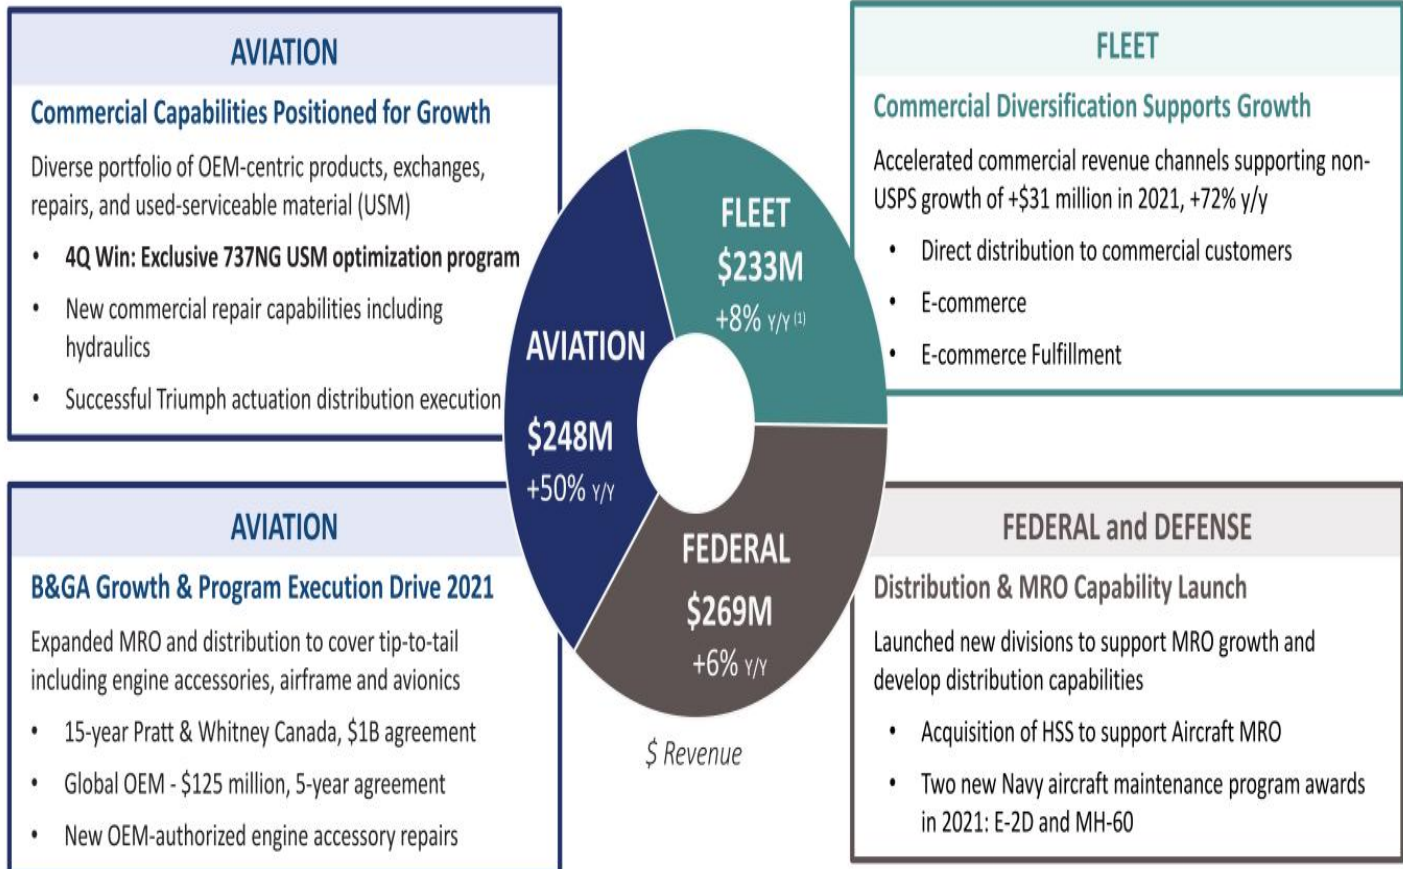 AVIATION
Commercial Capabilities Positioned for Growth
Diverse portfolio of OEM-centric products, exchanges,
repairs, and used-serviceable material (USM)
• 4Q Win: Exclusive 737NG USM optimization program
• New commercial repair capabilities including
hydraulics
• Successful Triumph actuation distribution execution
FLEET
Commercial Diversification Supports Growth
Accelerated commercial revenue channels supporting non-
USPS growth of +$31 million in 2021, +72% y/y
• Direct distribution to commercial customers
• E-commerce
• E-commerce Fulfillment
FLEET
$233M
+8% Y/Y (1)
AVIATION
$248M
+50% Y/Y
FEDERAL
$269M
+6% Y/Y
$ Revenue
AVIATION
B&GA Growth & Program Execution Drive 2021
Expanded MRO and distribution to cover tip-to-tail
including engine accessories, airframe and avionics
• 15-year Pratt & Whitney Canada, $1B agreement
• Global OEM - $125 million, 5-year agreement
• New OEM-authorized engine accessory repairs
FEDERAL and DEFENSE
Distribution & MRO Capability Launch
Launched new divisions to support MRO growth and
develop distribution capabilities
• Acquisition of HSS to support Aircraft MRO
• Two new Navy aircraft maintenance program awards
in 2021: E-2D and MH-60